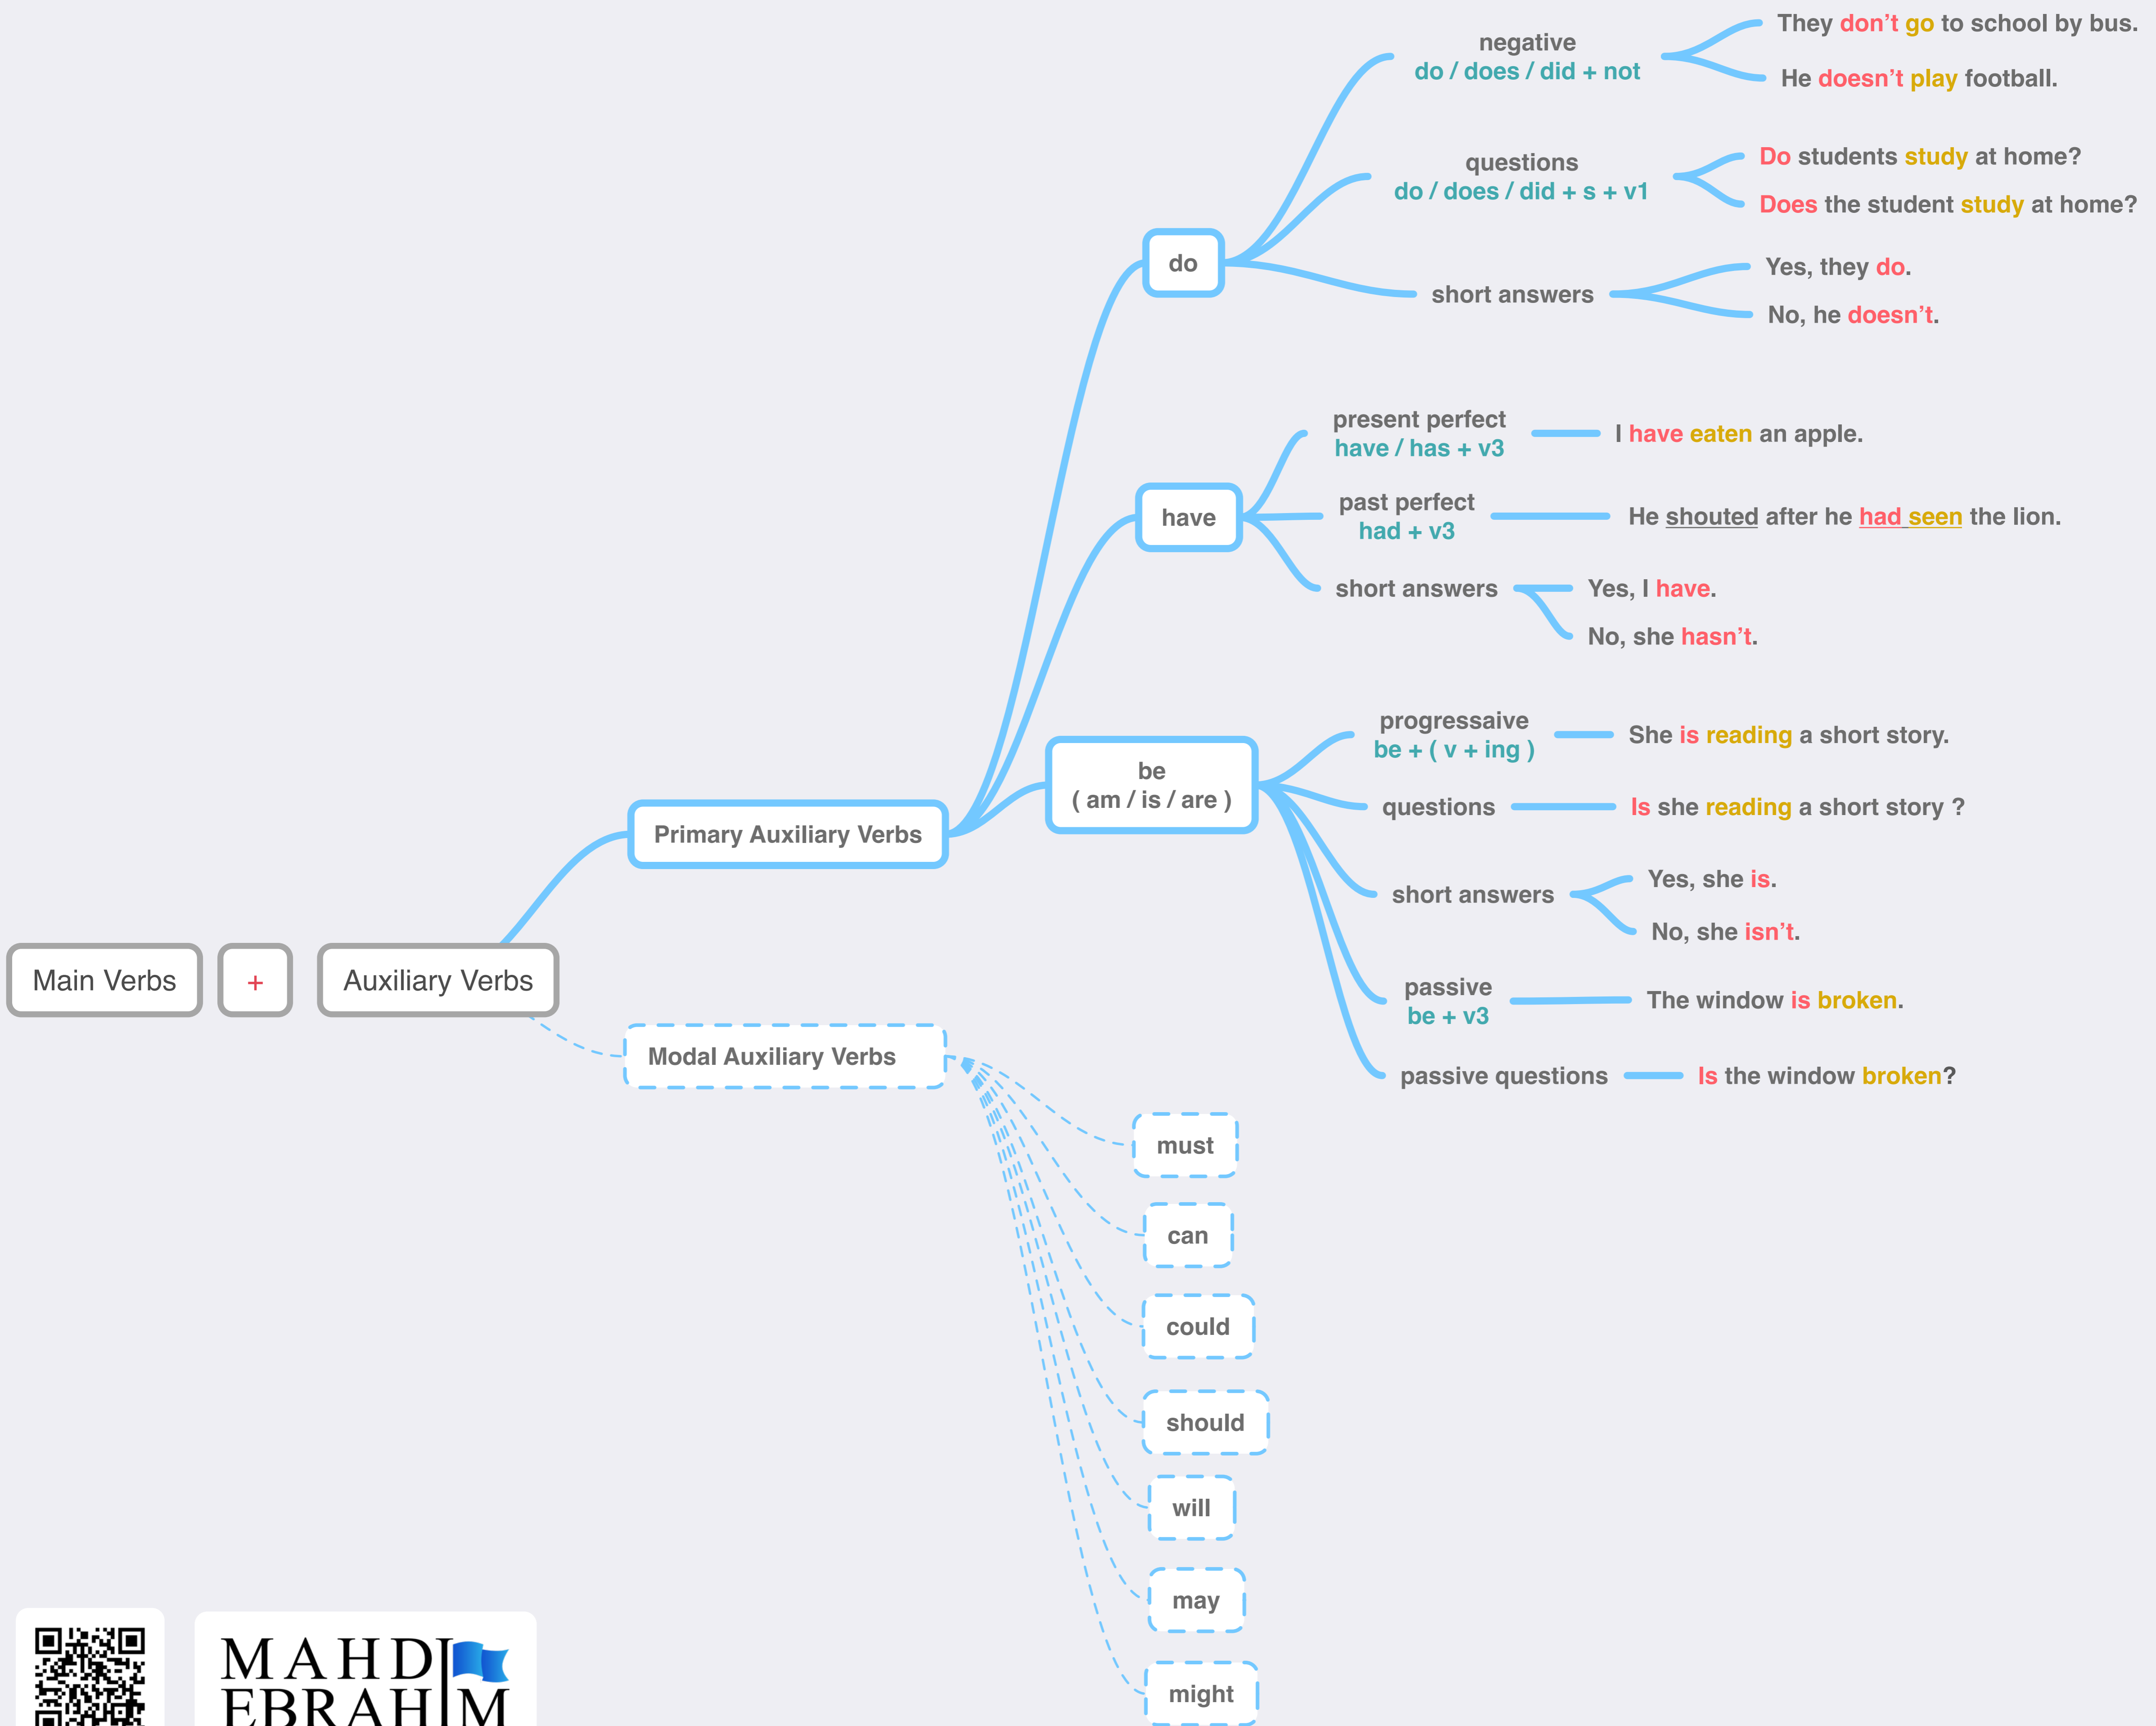 They don’t go to school by bus.
negative
do / does / did + not
He doesn’t play football.
questions
do / does / did + s + v1
Do students study at home?
Does the student study at home?
do
short answers
Yes, they do.
No, he doesn’t.
present perfect
have / has + v3
I have eaten an apple.
have
past perfect
had + v3
He shouted after he had seen the lion.
short answers
Yes, I have.
No, she hasn’t.
progressaive
be + ( v + ing )
She is reading a short story.
be
( am / is / are )
questions
Is she reading a short story ?
Primary Auxiliary Verbs
short answers
Yes, she is.
No, she isn’t.
Main Verbs
+
Auxiliary Verbs
passive
be + v3
The window is broken.
Modal Auxiliary Verbs
passive questions
Is the window broken?
must
can
could
should
will
may
might
MAHDI
EBRAHIM